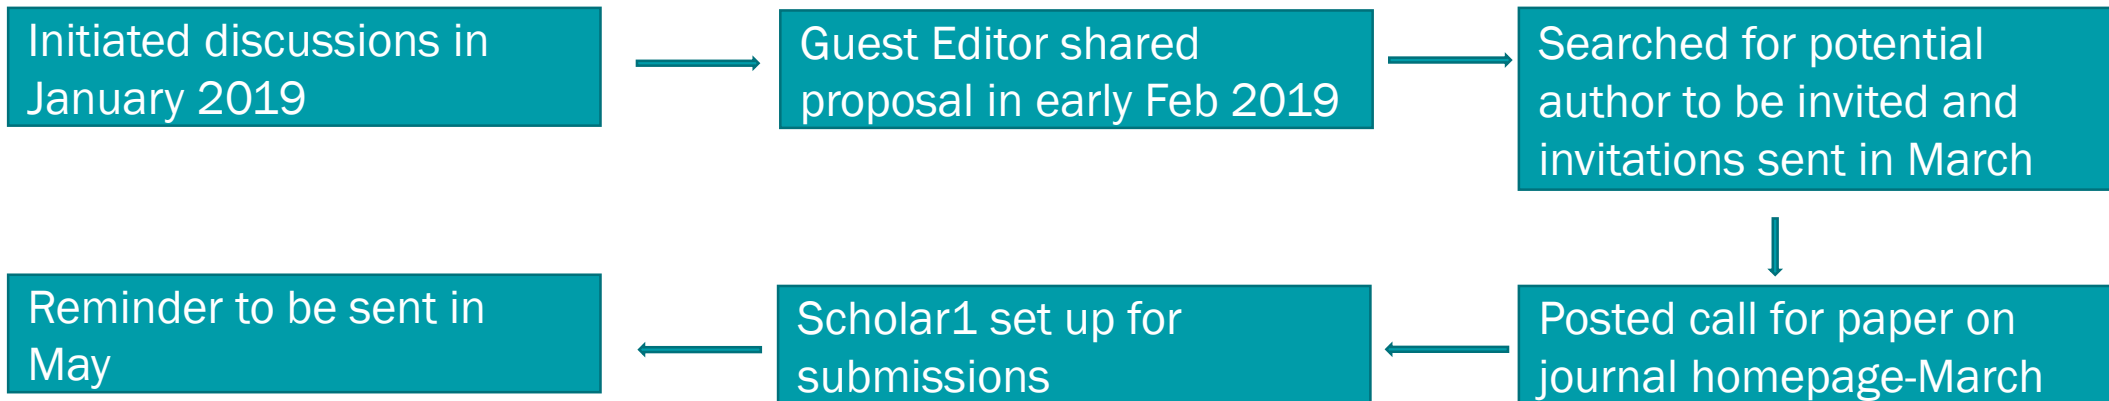 Initiated discussions in
January 2019
Guest Editor shared
proposal in early Feb 2019
Searched for potential
author to be invited and
invitations sent in March
Posted call for paper on
journal homepage-March
Scholar1 set up for
submissions
Reminder to be sent in
May